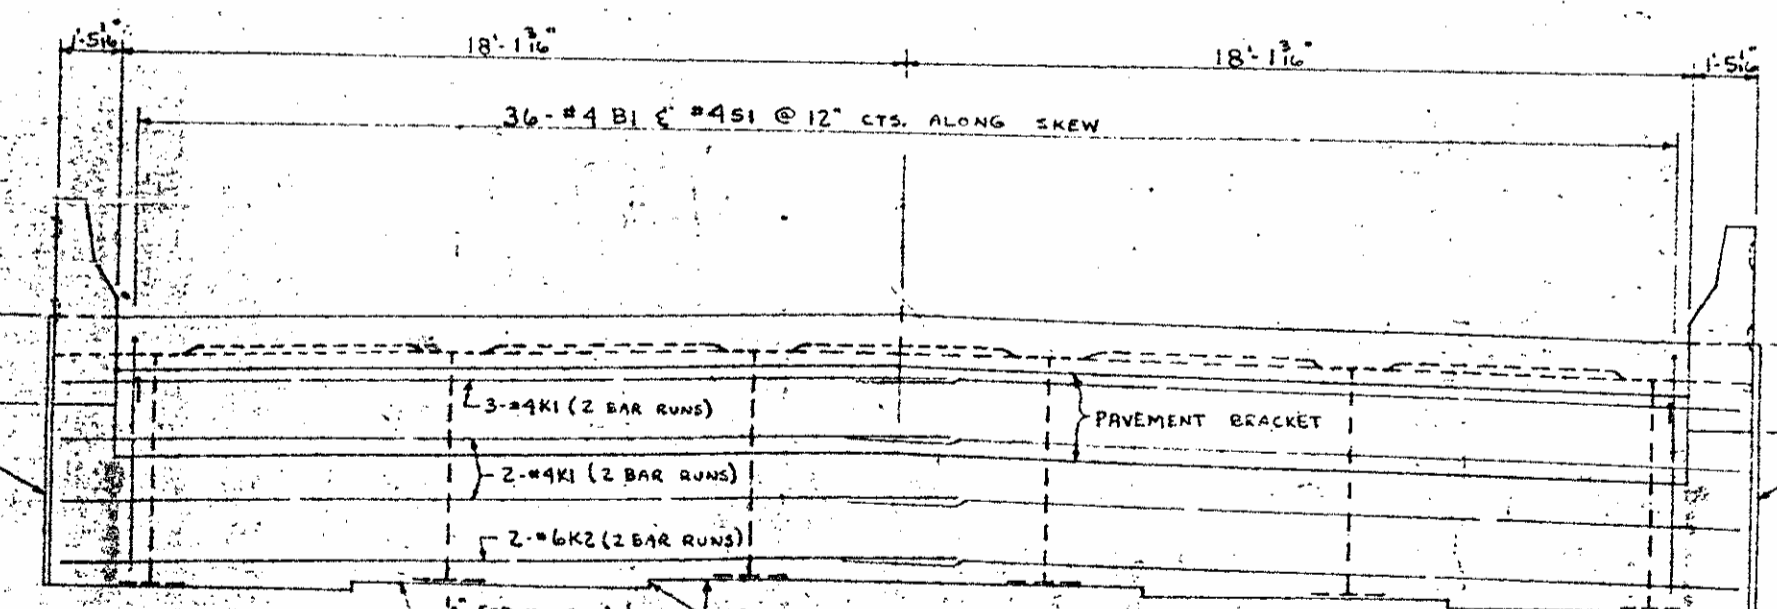 1'-5 1/16"
18'-1 3/16"
18'-1 3/16"
1'-5 1/16"
36-#4 B1 & #4S1 @ 12" CTS. ALONG SKEW
3-#4K1 (2 BAR RUNS)
PAVEMENT BRACKET
2-#4K1 (2 BAR RUNS)
2-#6K2 (2 BAR RUNS)